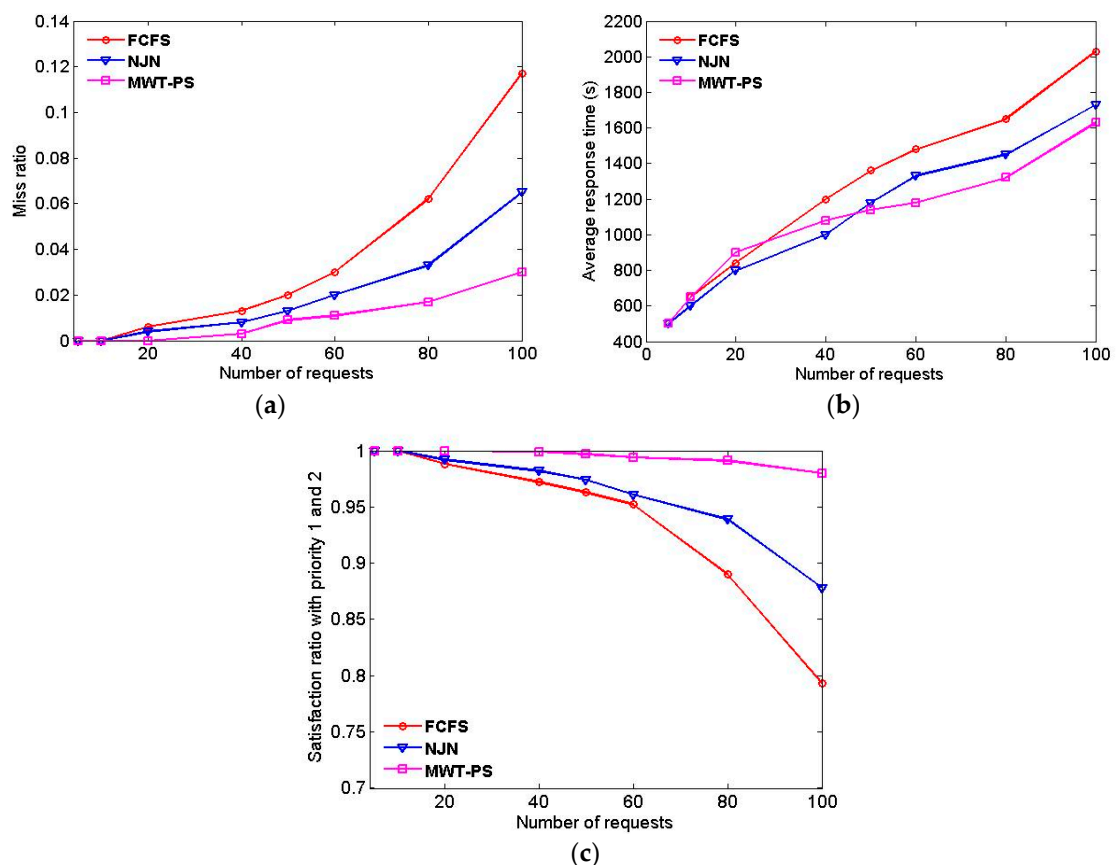 0.14
0.12
0.1
0.08
0.06
0.04
0.02
0
Miss ratio
FCFS
NJN
MWT-PS
20 40 60 80 100
Number of requests
(a)
2200
2000
1800
1600
1400
1200
1000
800
600
400
Average response time (s)
FCFS
NJN
MWT-PS
0 20 40 60 80 100
Number of requests
(b)
1
0.95
0.9
0.85
0.8
0.75
0.7
Satisfaction ratio with priority 1 and 2
FCFS
NJN
MWT-PS
20 40 60 80 100
Number of requests
(c)